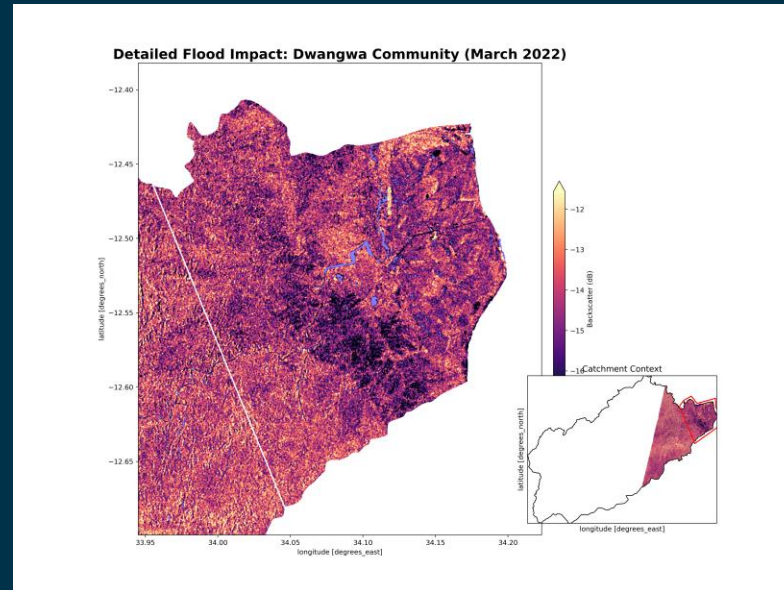 Detailed Flood Impact: Dwangwa Community (March 2022)
−12.40
−12.45
−12.50
−12.55
−12.60
−12.65
latitude [degrees_north]
33.95 34.00 34.05 34.10 34.15 34.20
longitude [degrees_east]
−12
−13
−14
−15
Backscatter (dB)
Catchment Context
latitude [degrees_north]
longitude [degrees_east]